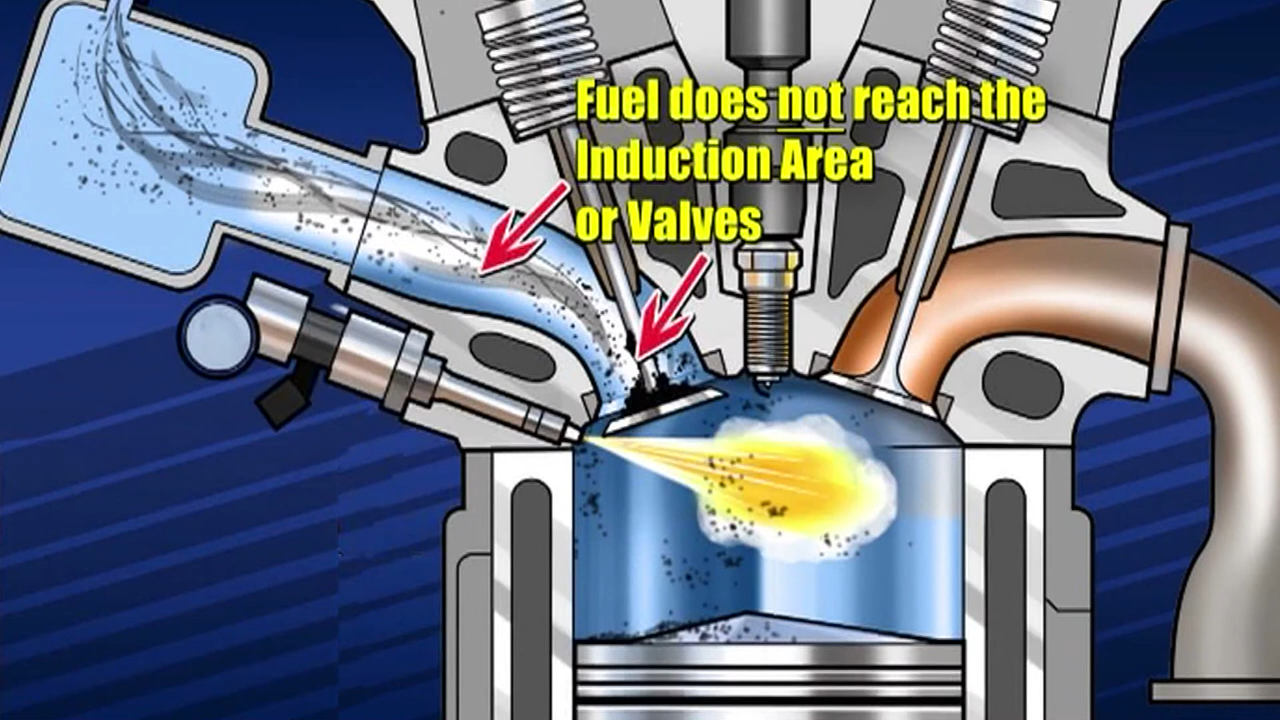 Fuel does not reach the
Induction Area
or Valves